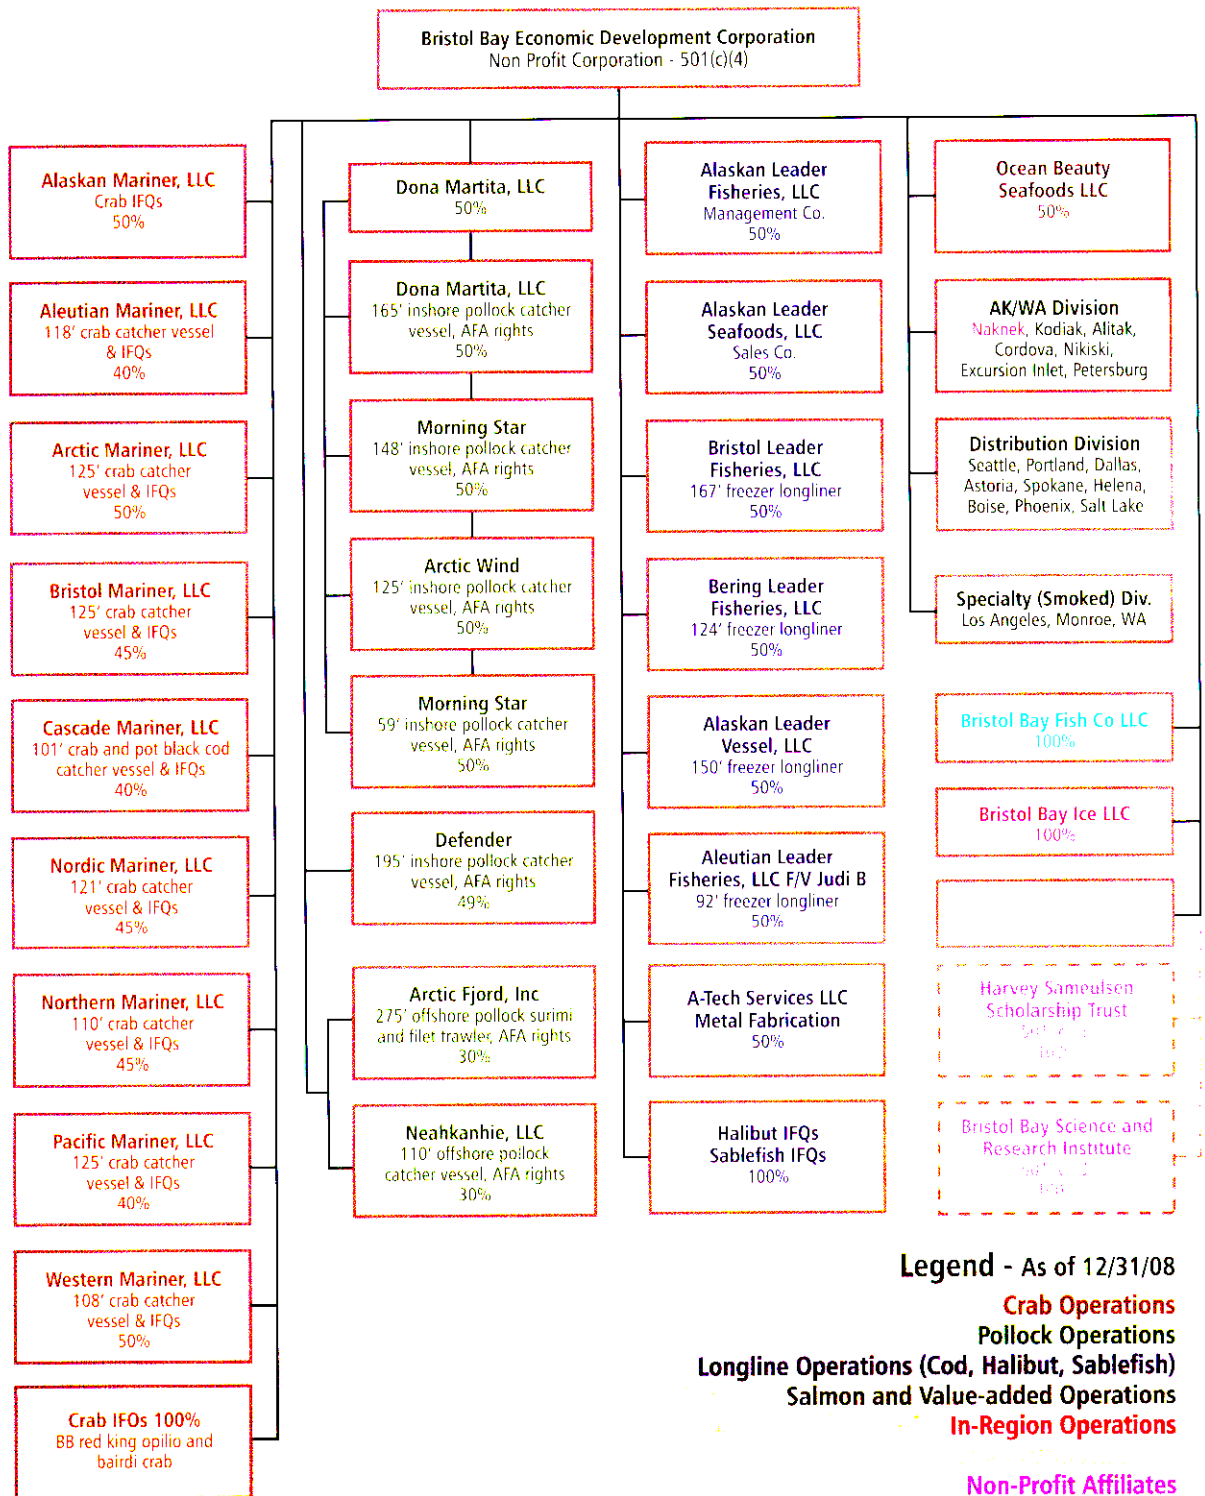 Bristol Bay Economic Development Corporation
Non Profit Corporation - 501(c)(4)
Alaskan Mariner, LLC
Crab IFQs
50%
Aleutian Mariner, LLC
118' crab catcher vessel
& IFQs
40%
Arctic Mariner, LLC
125' crab catcher
vessel & IFQs
50%
Bristol Mariner, LLC
125' crab catcher
vessel & IFQs
45%
Cascade Mariner, LLC
101' crab and pot black cod
catcher vessel & IFQs
40%
Nordic Mariner, LLC
121' crab catcher
vessel & IFQs
45%
Northern Mariner, LLC
110' crab catcher
vessel & IFQs
45%
Pacific Mariner, LLC
125' crab catcher
vessel & IFQs
40%
Western Mariner, LLC
108' crab catcher
vessel & IFQs
50%
Crab IFQs 100%
BB red king opilio and
bairdi crab
Dona Martita, LLC
50%
Dona Martita, LLC
165' inshore pollock catcher
vessel, AFA rights
50%
Morning Star
148' inshore pollock catcher
vessel, AFA rights
50%
Arctic Wind
125' inshore pollock catcher
vessel, AFA rights
50%
Morning Star
59' inshore pollock catcher
vessel, AFA rights
50%
Defender
195' inshore pollock catcher
vessel, AFA rights
49%
Arctic Fjord, Inc
275' offshore pollock surimi
and filet trawler, AFA rights
30%
Neahkanhie, LLC
110' offshore pollock
catcher vessel, AFA rights
30%
Alaskan Leader
Fisheries, LLC
Management Co.
50%
Alaskan Leader
Seafoods, LLC
Sales Co.
50%
Bristol Leader
Fisheries, LLC
167' freezer longliner
50%
Bering Leader
Fisheries, LLC
124' freezer longliner
50%
Alaskan Leader
Vessel, LLC
150' freezer longliner
50%
Aleutian Leader
Fisheries, LLC F/V Judi B
92' freezer longliner
50%
A-Tech Services LLC
Metal Fabrication
50%
Halibut IFQs
Sablefish IFQs
100%
Ocean Beauty
Seafoods LLC
50%
AK/WA Division
Naknek, Kodiak, Alitak,
Cordova, Nikiski,
Excursion Inlet, Petersburg
Distribution Division
Seattle, Portland, Dallas,
Astoria, Spokane, Helena,
Boise, Phoenix, Salt Lake
Specialty (Smoked) Div.
Los Angeles, Monroe, WA
Bristol Bay Fish Co LLC
100%
Bristol Bay Ice LLC
100%
Harvey Sameulsen
Scholarship Trust
Bristol Bay Science and
Research Institute
Legend - As of 12/31/08
Crab Operations
Pollock Operations
Longline Operations (Cod, Halibut, Sablefish)
Salmon and Value-added Operations
In-Region Operations
Non-Profit Affiliates